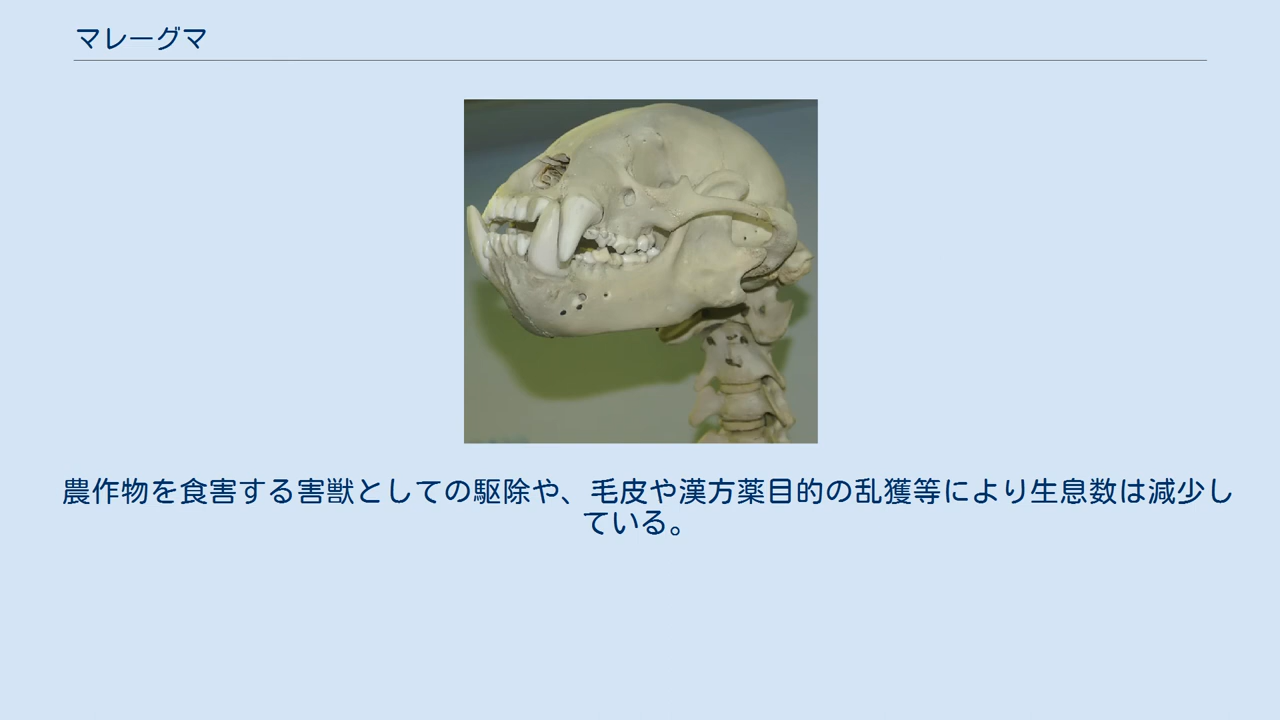 マレーグマ
農作物を食害する害獣としての駆除や、毛皮や漢方薬目的の乱獲等により生息数は減少し
ている。